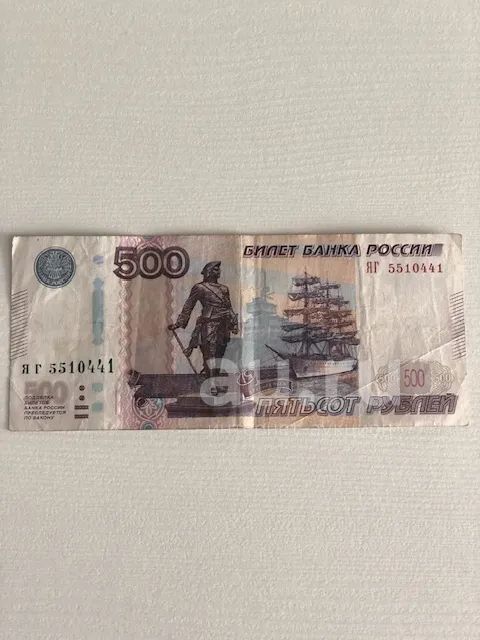 500
БИЛЕТ БАНКА РОССИИ
ЯГ 5510441
ЯГ 5510441
500
ПОДДЕЛКА
БИЛЕТОВ
БАНКА РОССИИ
ПРЕСЛЕДУЕТСЯ
ПО ЗАКОНУ
500
ПЯТЬСОТ РУБЛЕЙ